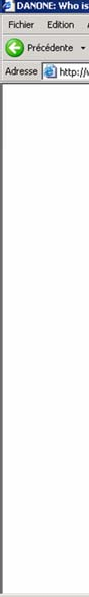 DANONE: Who is
Fichier Edition
Précédente
Adresse http://